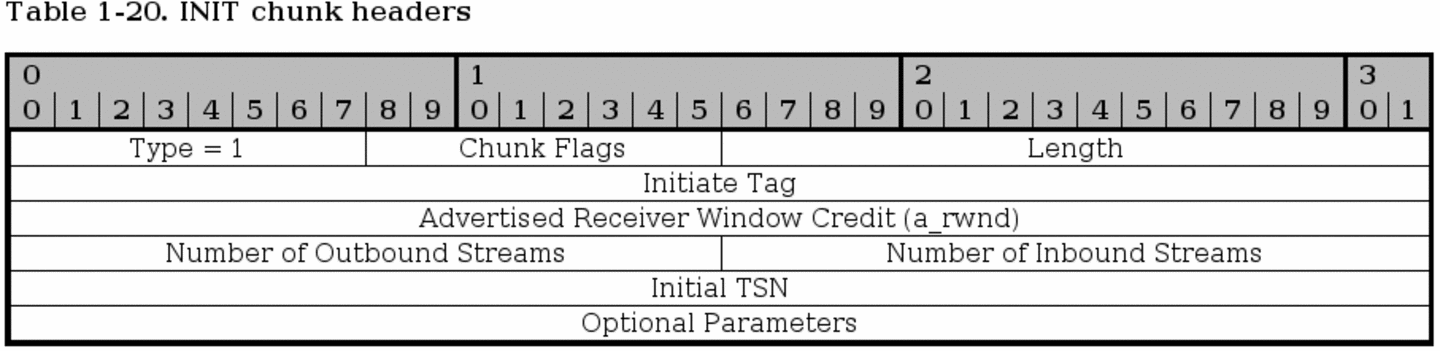 Table 1-20. INIT chunk headers
0 1 2 3
0 1 2 3 4 5 6 7 8 9 0 1 2 3 4 5 6 7 8 9 0 1 2 3 4 5 6 7 8 9 0 1
Type = 1 Chunk Flags Length
Initiate Tag
Advertised Receiver Window Credit (a_rwnd)
Number of Outbound Streams Number of Inbound Streams
Initial TSN
Optional Parameters